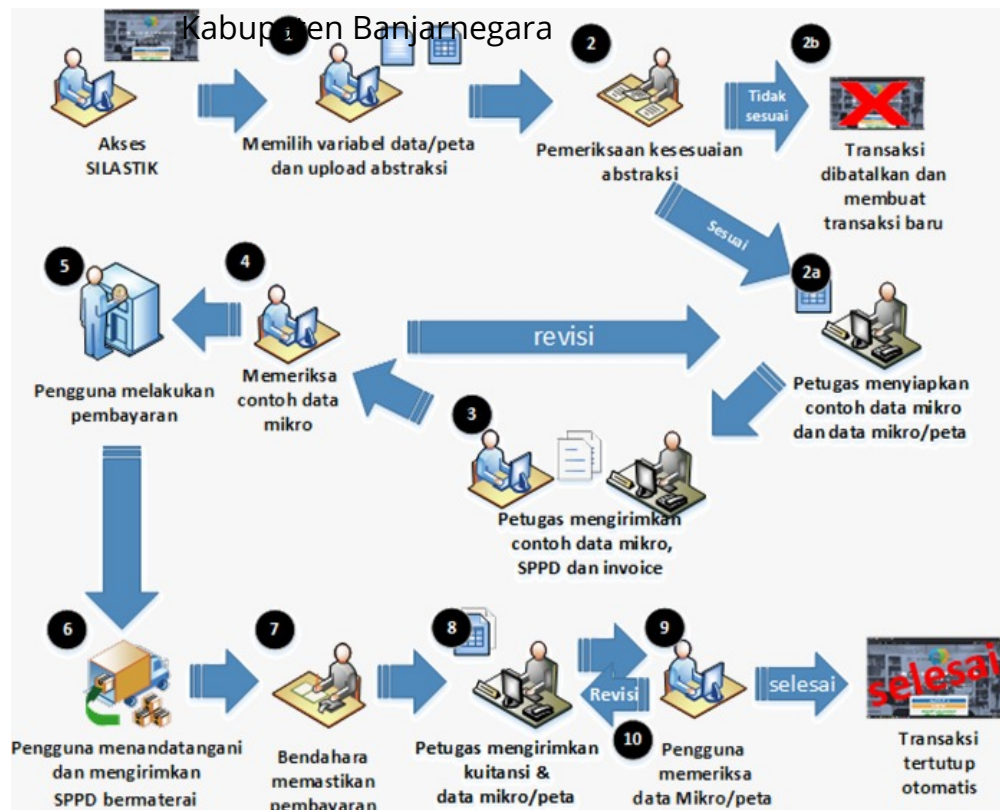 Kabupaten Banjarnegara
2
2b
Akses
SILASTIK
Memilih variabel data/peta
dan upload abstraksi
Pemeriksaan kesesuaian
abstraksi
Tidak
sesuai
Transaksi
dibatalkan dan
membuat
transaksi baru
Sesuai
5
4
2a
Pengguna melakukan
pembayaran
Memeriksa
contoh data
mikro
revisi
Petugas menyiapkan
contoh data mikro
dan data mikro/peta
3
Petugas mengirimkan
contoh data mikro,
SPPD dan invoice
6
7
8
9
Revisi
selesai
selesai
10
Pengguna menandatangani
dan mengirimkan
SPPD bermaterai
Bendahara
memastikan
pembayaran
Petugas mengirimkan
kuitansi &
data mikro/peta
Pengguna
memeriksa
data Mikro/peta
Transaksi
tertutup
otomatis